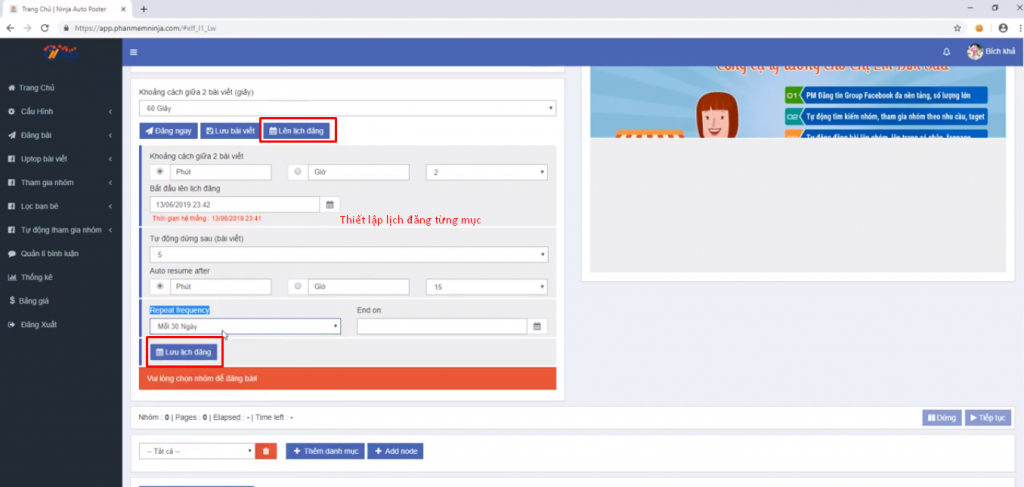 Trang Chủ | Ninja Auto Poster
https://app.phanmemninja.com/#elf_l1_Lw
Bích khả
Trang Chủ
Cấu Hình
Đăng bài
Uptop bài viết
Tham gia nhóm
Lọc bạn bè
Tự động tham gia nhóm
Quản lí bình luận
Thống kê
Bảng giá
Đăng Xuất
Khoảng cách giữa 2 bài viết (giây)
60 Giây
Đăng ngay Lưu bài viết Lên lịch đăng
Khoảng cách giữa 2 bài viết
Phút Giờ 2
Bắt đầu lên lịch đăng
13/06/2019 23:42
Thời gian hệ thống : 13/06/2019 23:41
Thiết lập lịch đăng từng mục
Tự động dừng sau (bài viết)
5
Auto resume after
Phút Giờ 15
Repeat frequency End on:
Mỗi 30 Ngày
Lưu lịch đăng
Vui lòng chọn nhóm để đăng bài!
Nhóm : 0 | Pages : 0 | Elapsed : - | Time left : -
Dừng Tiếp tục
-- Tất cả --
Thêm danh mục Add node
01 PM Đăng tin Group Facebook đa nền tảng, số lượng lớn
02 Tự động tìm kiếm nhóm, tham gia nhóm theo nhu cầu, taget